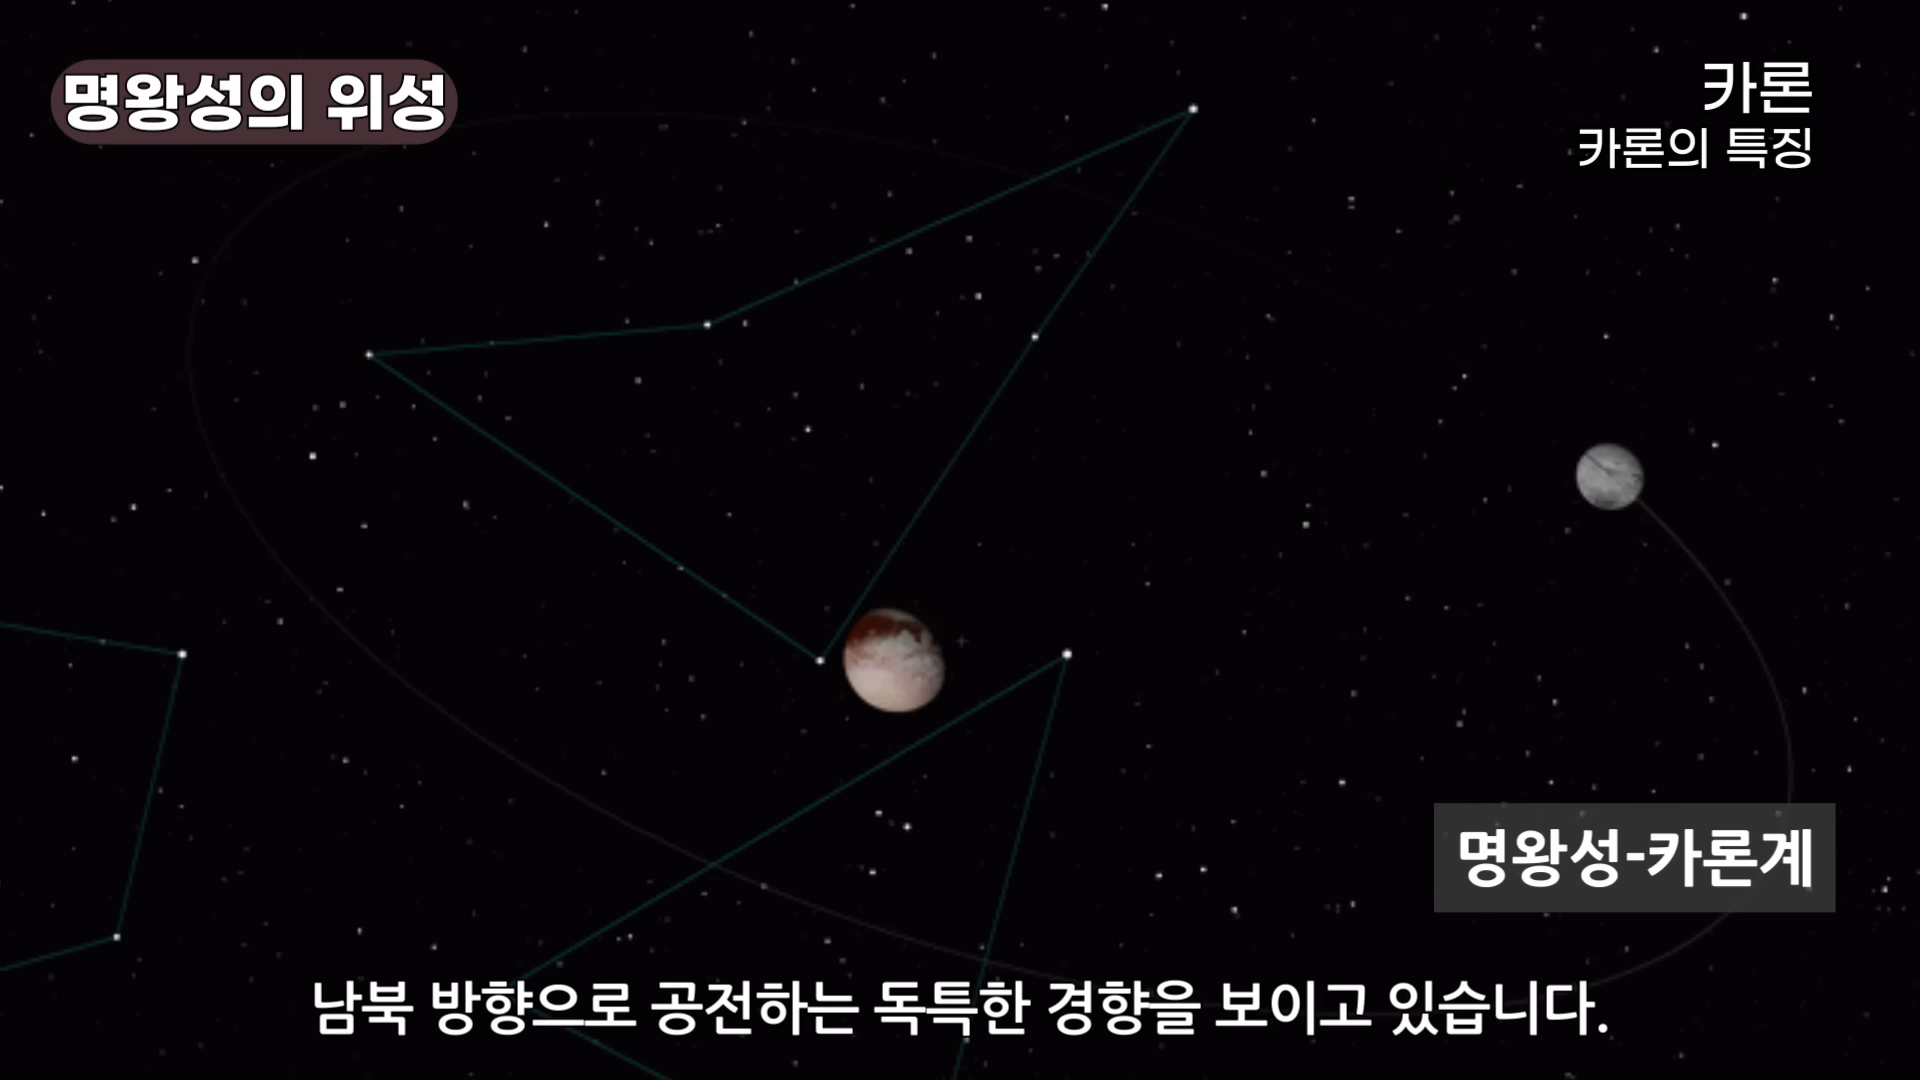 명왕성의 위성
카론
카론의 특징
명왕성-카론계
남북 방향으로 공전하는 독특한 경향을 보이고 있습니다.